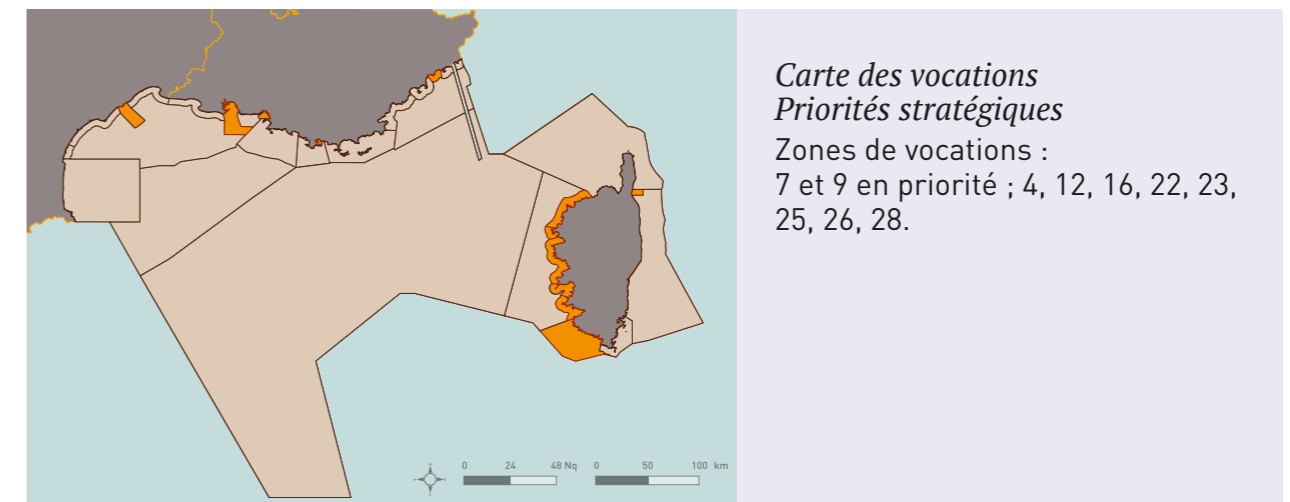 Carte des vocations
Priorités stratégiques
Zones de vocations :
7 et 9 en priorité ; 4, 12, 16, 22, 23,
25, 26, 28.
0 24 48 Nq 0 50 100 km